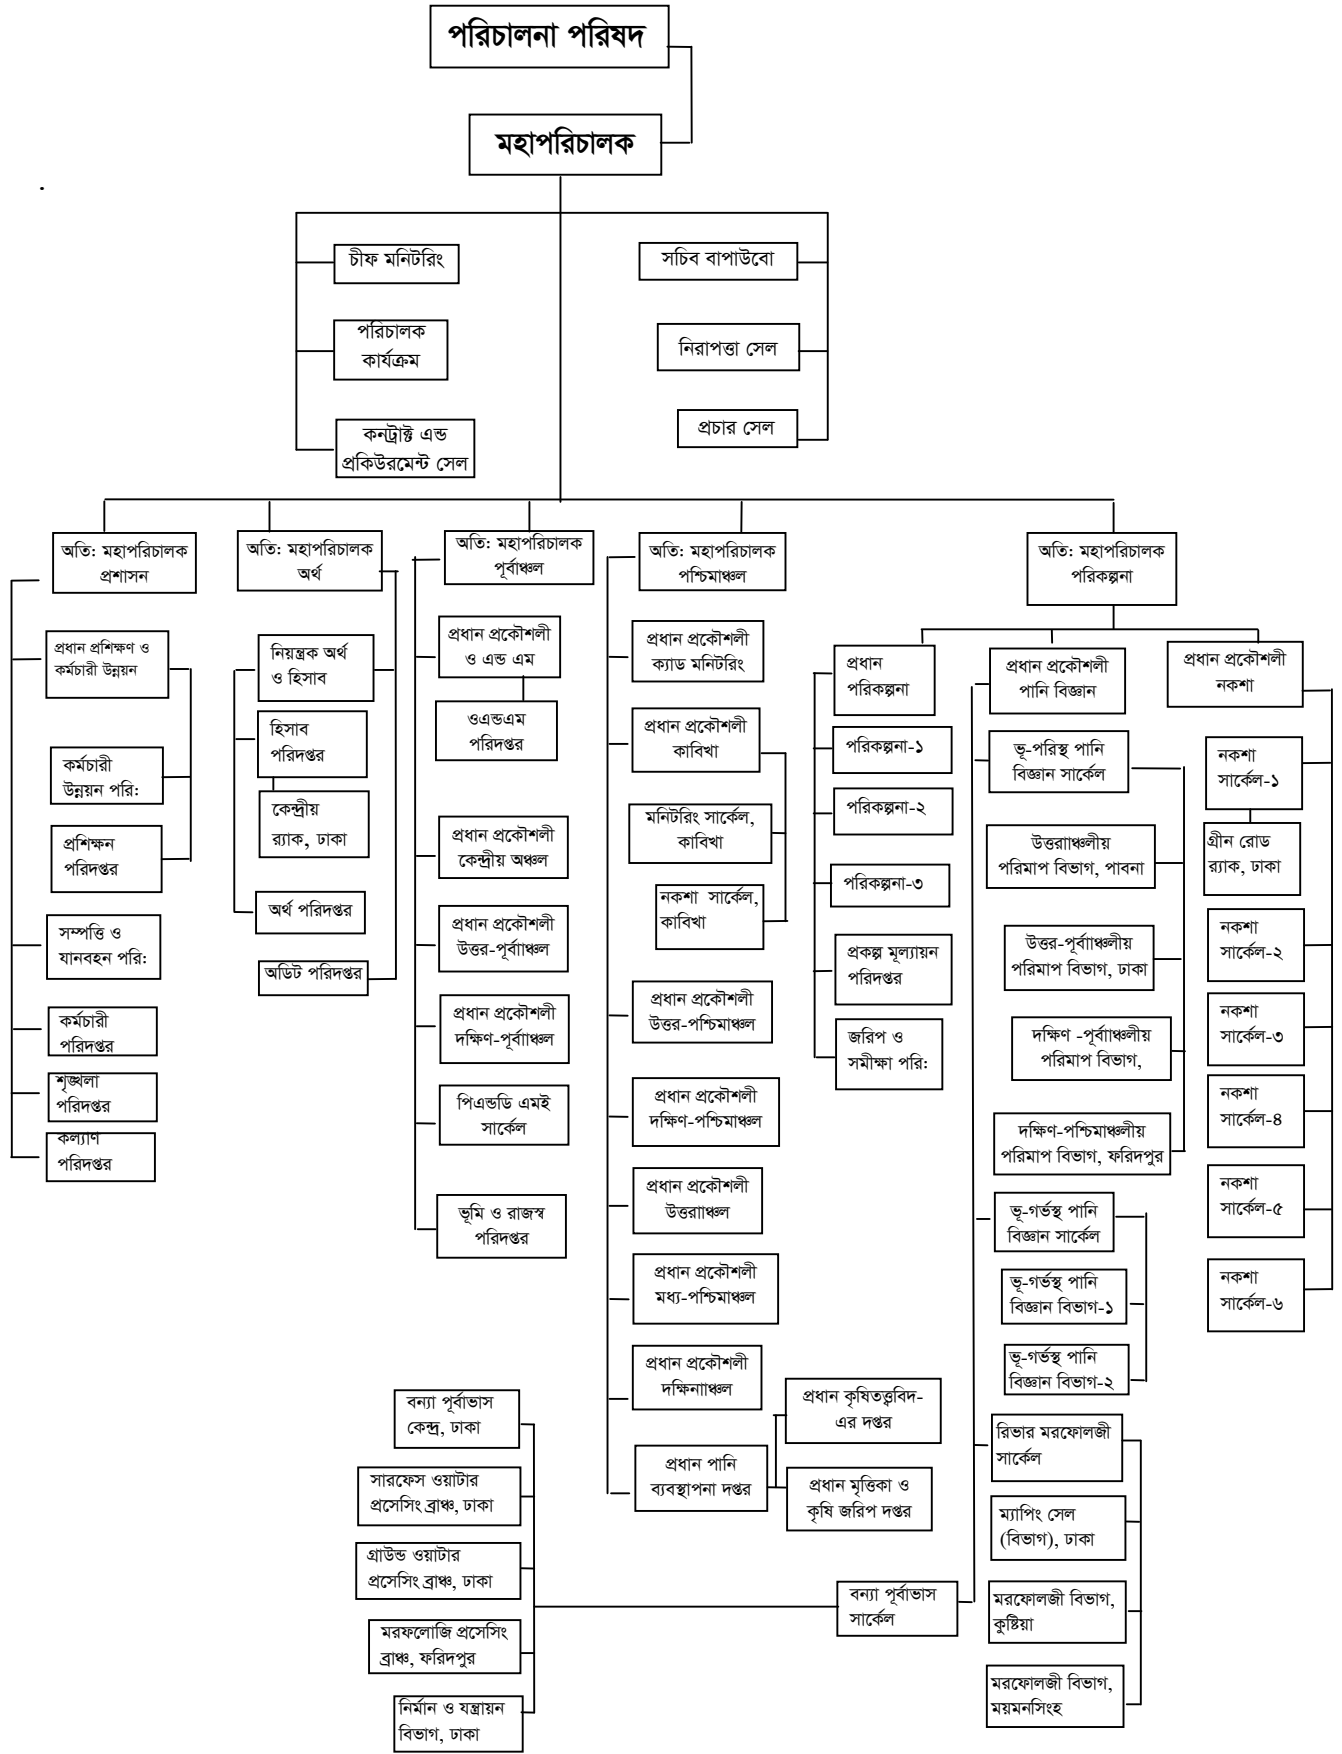 পরিচালনা পরিষদ
মহাপরিচালক
চীফ মনিটরিং
পরিচালক
কার্যক্রম
কনট্রাক্ট এন্ড
প্রকিউরমেন্ট সেল
সচিব বাপাউবো
নিরাপত্তা সেল
প্রচার সেল
অতি: মহাপরিচালক
প্রশাসন
প্রধান প্রশিক্ষণ ও
কর্মচারী উন্নয়ন
কর্মচারী
উন্নয়ন পরি:
প্রশিক্ষন
পরিদপ্তর
সম্পত্তি ও
যানবহন পরি:
কর্মচারী
পরিদপ্তর
শৃঙ্খলা
পরিদপ্তর
কল্যাণ
পরিদপ্তর
অতি: মহাপরিচালক
অর্থ
নিয়ন্ত্রক অর্থ
ও হিসাব
হিসাব
পরিদপ্তর
কেন্দ্রীয়
র‍্যাক, ঢাকা
অর্থ পরিদপ্তর
অডিট পরিদপ্তর
অতি: মহাপরিচালক
পূর্বাঞ্চল
প্রধান প্রকৌশলী
ও এন্ড এম
ওএন্ডএম
পরিদপ্তর
প্রধান প্রকৌশলী
কেন্দ্রীয় অঞ্চল
প্রধান প্রকৌশলী
উত্তর-পূর্বাাঞ্চল
প্রধান প্রকৌশলী
দক্ষিণ-পূর্বাাঞ্চল
পিএন্ডডি এমই
সার্কেল
ভূমি ও রাজস্ব
পরিদপ্তর
অতি: মহাপরিচালক
পশ্চিমাঞ্চল
প্রধান প্রকৌশলী
ক্যাড মনিটরিং
প্রধান প্রকৌশলী
কাবিখা
মনিটরিং সার্কেল,
কাবিখা
নকশা সার্কেল,
কাবিখা
প্রধান প্রকৌশলী
উত্তর-পশ্চিমাঞ্চল
প্রধান প্রকৌশলী
দক্ষিণ-পশ্চিমাঞ্চল
প্রধান প্রকৌশলী
উত্তরাাঞ্চল
প্রধান প্রকৌশলী
মধ্য-পশ্চিমাঞ্চল
প্রধান প্রকৌশলী
দক্ষিনাাঞ্চল
প্রধান পানি
ব্যবস্থাপনা দপ্তর
প্রধান কৃষিতত্ত্ববিদ-
এর দপ্তর
প্রধান মৃত্তিকা ও
কৃষি জরিপ দপ্তর
অতি: মহাপরিচালক
পরিকল্পনা
প্রধান
পরিকল্পনা
পরিকল্পনা-১
পরিকল্পনা-২
পরিকল্পনা-৩
প্রকল্প মূল্যায়ন
পরিদপ্তর
জরিপ ও
সমীক্ষা পরি:
প্রধান প্রকৌশলী
পানি বিজ্ঞান
ভূ-পরিস্থ পানি
বিজ্ঞান সার্কেল
উত্তরাাঞ্চলীয়
পরিমাপ বিভাগ, পাবনা
উত্তর-পূর্বাাঞ্চলীয়
পরিমাপ বিভাগ, ঢাকা
দক্ষিণ -পূর্বাাঞ্চলীয়
পরিমাপ বিভাগ,
দক্ষিণ-পশ্চিমাঞ্চলীয়
পরিমাপ বিভাগ, ফরিদপুর
ভূ-গর্ভস্থ পানি
বিজ্ঞান সার্কেল
ভূ-গর্ভস্থ পানি
বিজ্ঞান বিভাগ-১
ভূ-গর্ভস্থ পানি
বিজ্ঞান বিভাগ-২
রিভার মরফোলজী
সার্কেল
ম্যাপিং সেল
(বিভাগ), ঢাকা
মরফোলজী বিভাগ,
কুষ্টিয়া
মরফোলজী বিভাগ,
ময়মনসিংহ
প্রধান প্রকৌশলী
নকশা
নকশা
সার্কেল-১
গ্রীন রোড
র‍্যাক, ঢাকা
নকশা
সার্কেল-২
নকশা
সার্কেল-৩
নকশা
সার্কেল-৪
নকশা
সার্কেল-৫
নকশা
সার্কেল-৬
বন্যা পূর্বাভাস
সার্কেল
বন্যা পূর্বাভাস
কেন্দ্র, ঢাকা
সারফেস ওয়াটার
প্রসেসিং ব্রাঞ্চ, ঢাকা
গ্রাউন্ড ওয়াটার
প্রসেসিং ব্রাঞ্চ, ঢাকা
মরফলোজি প্রসেসিং
ব্রাঞ্চ, ফরিদপুর
নির্মান ও যন্ত্রায়ন
বিভাগ, ঢাকা